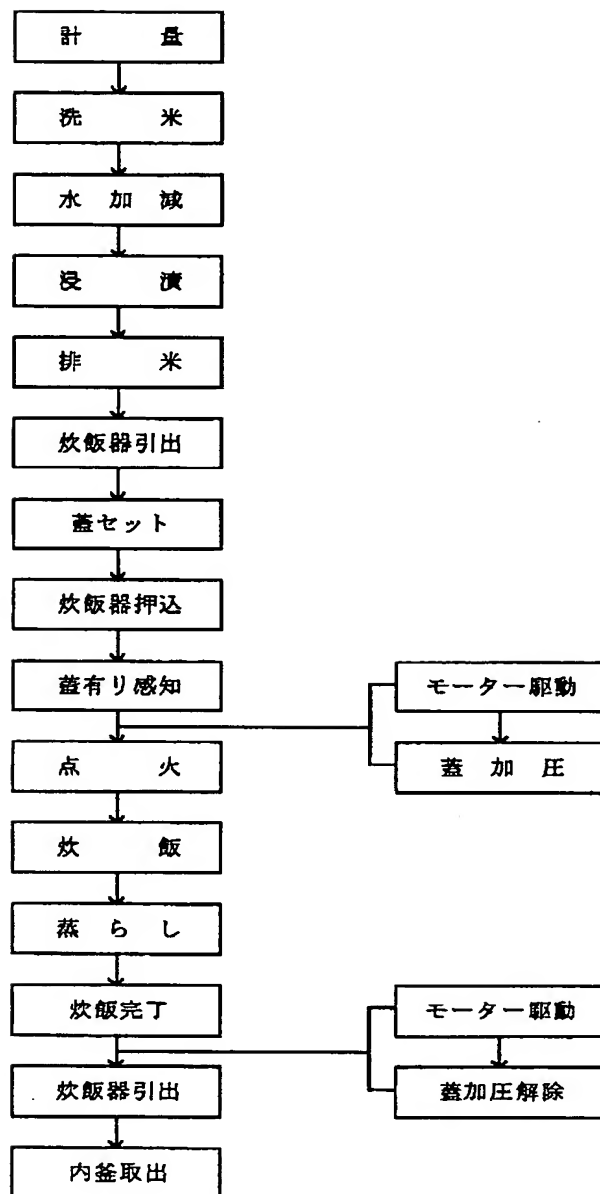 計量
洗米
水加減
浸漬
排米
炊飯器引出
蓋セット
炊飯器押込
蓋有リ感知
モーター駆動
点火
蓋加圧
炊飯
蒸らし
炊飯完了
モーター駆動
炊飯器引出
蓋加圧解除
内釜取出